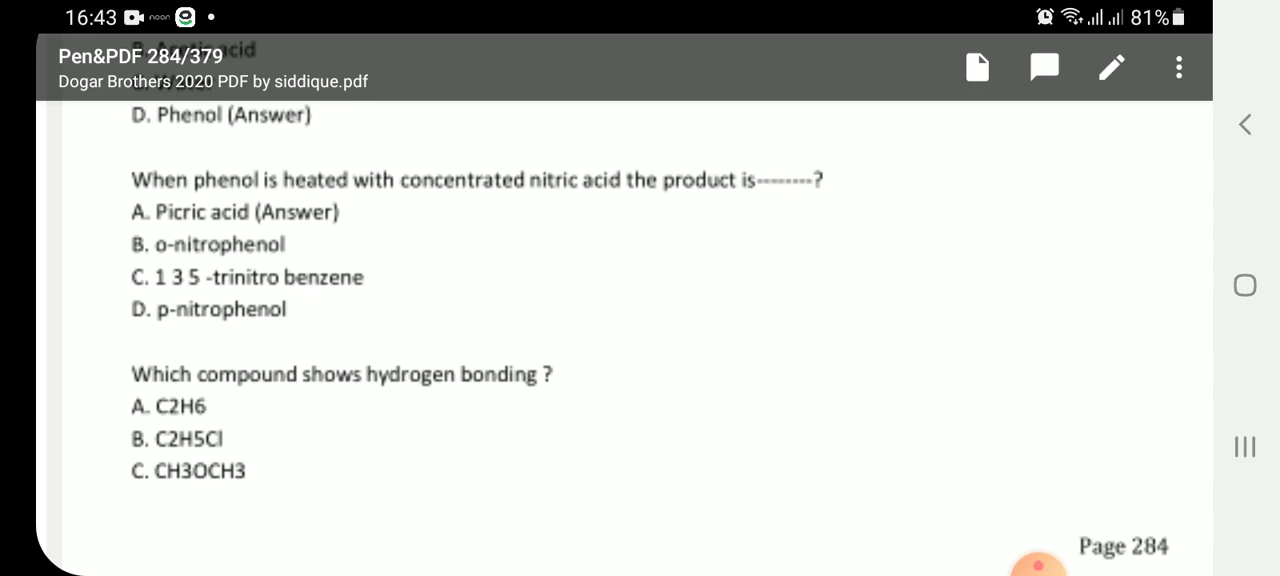 16:43 noon 81%
Pen&PDF 284/379
Dogar Brothers 2020 PDF by siddique.pdf
D. Phenol (Answer)
When phenol is heated with concentrated nitric acid the product is--------?
A. Picric acid (Answer)
B. o-nitrophenol
C. 1 3 5 -trinitro benzene
D. p-nitrophenol
Which compound shows hydrogen bonding ?
A. C2H6
B. C2H5Cl
C. CH3OCH3
Page 284